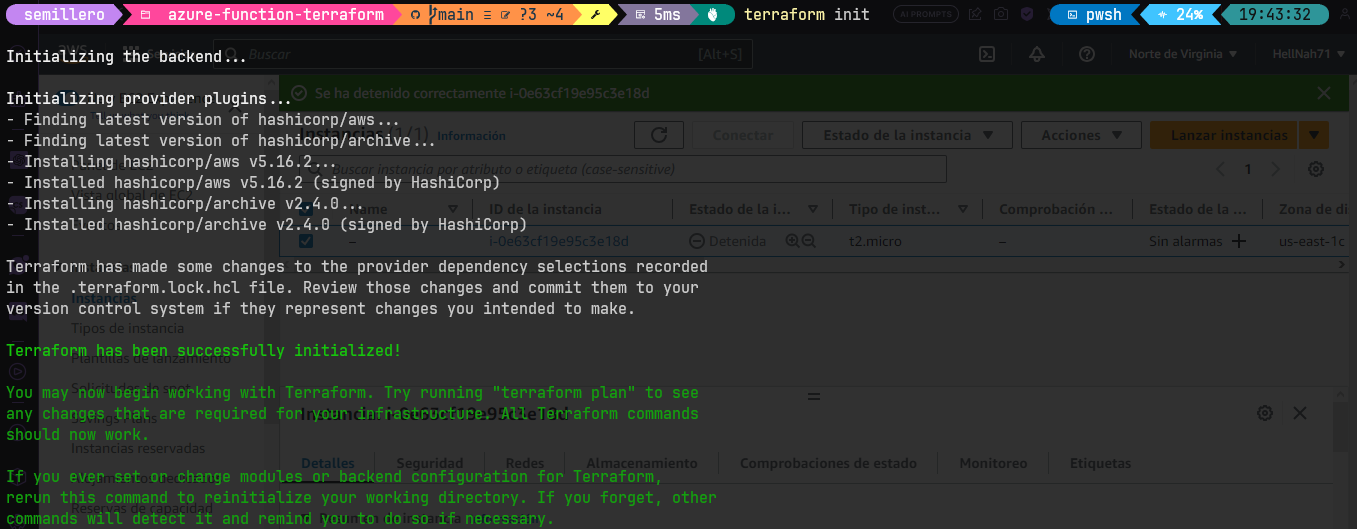 semillero azure-function-terraform main ≡ ?3 ~4 5ms terraform init AI PROMPTS pwsh 24% 19:43:32
Buscar [Alt+S] Norte de Virginia HellNah71
Initializing the backend...
Se ha detenido correctamente i-0e63cf19e95c3e18d
Initializing provider plugins...
- Finding latest version of hashicorp/aws...
- Finding latest version of hashicorp/archive...
- Installing hashicorp/aws v5.16.2...
- Installed hashicorp/aws v5.16.2 (signed by HashiCorp)
- Installing hashicorp/archive v2.4.0...
- Installed hashicorp/archive v2.4.0 (signed by HashiCorp)
Instancias (1/1) Información Conectar Estado de la instancia Acciones Lanzar instancias
Buscar instancia por atributo o etiqueta (case-sensitive) 1
Vista global de EC2
Name ID de la instancia Estado de la i... Tipo de inst... Comprobación ... Estado de la ... Zona de di
– i-0e63cf19e95c3e18d Detenida t2.micro – Sin alarmas us-east-1c
Terraform has made some changes to the provider dependency selections recorded
in the .terraform.lock.hcl file. Review those changes and commit them to your
version control system if they represent changes you intended to make.
Instancias
Tipos de instancia
Plantillas de lanzamiento
Terraform has been successfully initialized!
You may now begin working with Terraform. Try running "terraform plan" to see
any changes that are required for your infrastructure. All Terraform commands
should now work.
Savings Plans
Instancias reservadas
Detalles Seguridad Redes Almacenamiento Comprobaciones de estado Monitoreo Etiquetas
If you ever set or change modules or backend configuration for Terraform,
rerun this command to reinitialize your working directory. If you forget, other
commands will detect it and remind you to do so if necessary.
Reservas de capacidad